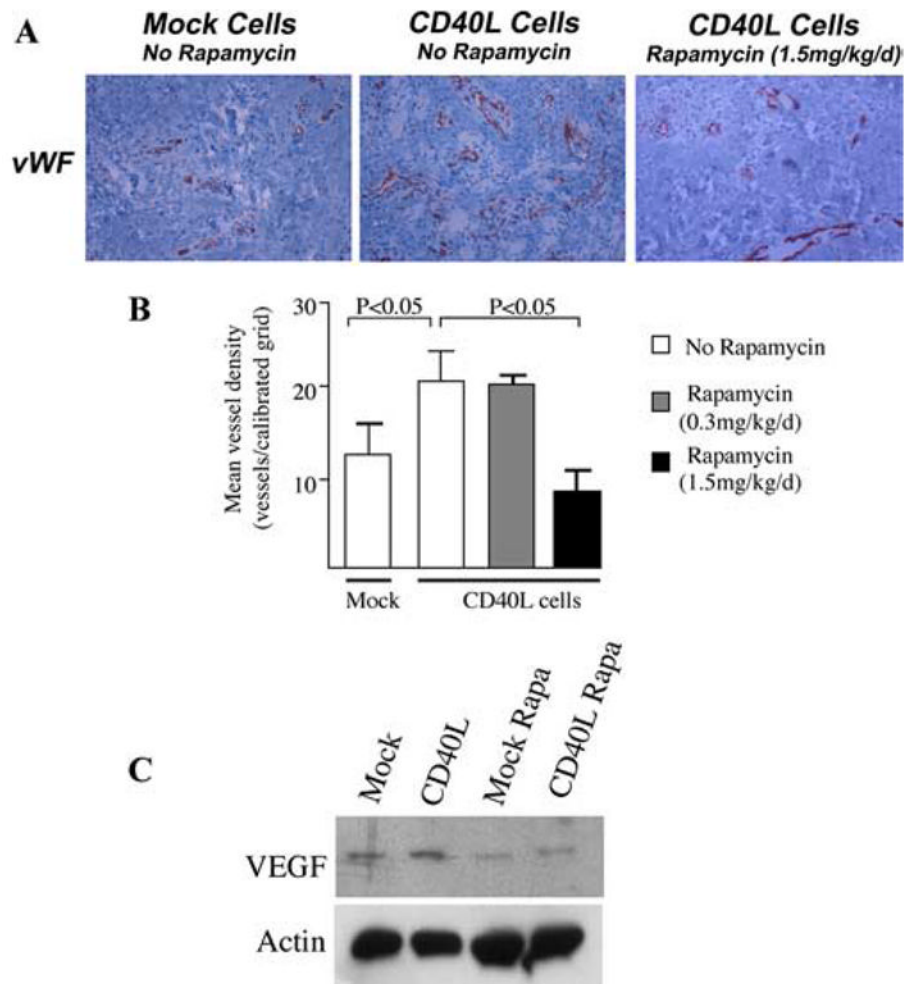 A
Mock Cells
No Rapamycin
CD40L Cells
No Rapamycin
CD40L Cells
Rapamycin (1.5mg/kg/d)
vWF
B
Mean vessel density
(vessels/calibrated grid)
30
20
10
P<0.05
P<0.05
Mock
CD40L cells
No Rapamycin
Rapamycin
(0.3mg/kg/d)
Rapamycin
(1.5mg/kg/d)
C
Mock
CD40L
Mock Rapa
CD40L Rapa
VEGF
Actin